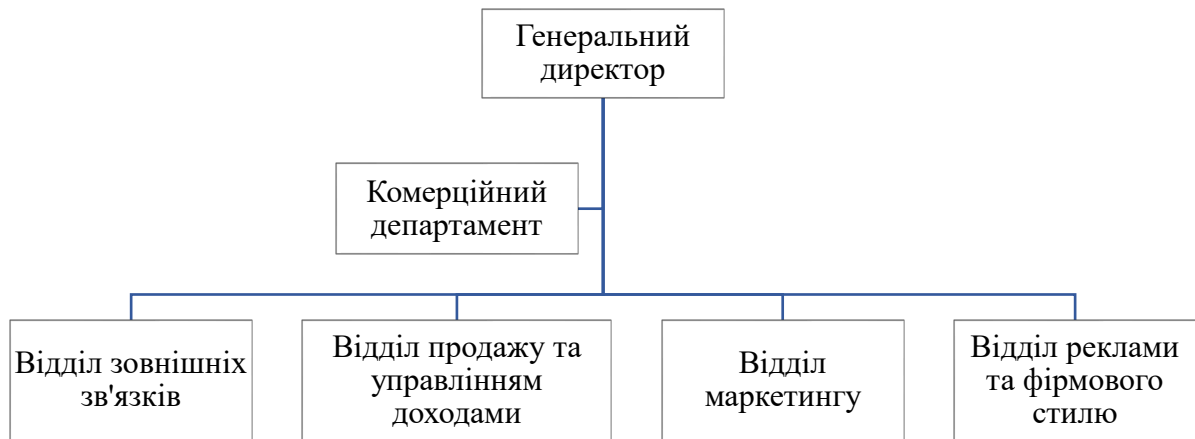 Генеральний
директор
Комерційний
департамент
Відділ зовнішніх
зв'язків
Відділ продажу та
управлінням
доходами
Відділ
маркетингу
Відділ реклами
та фірмового
стилю